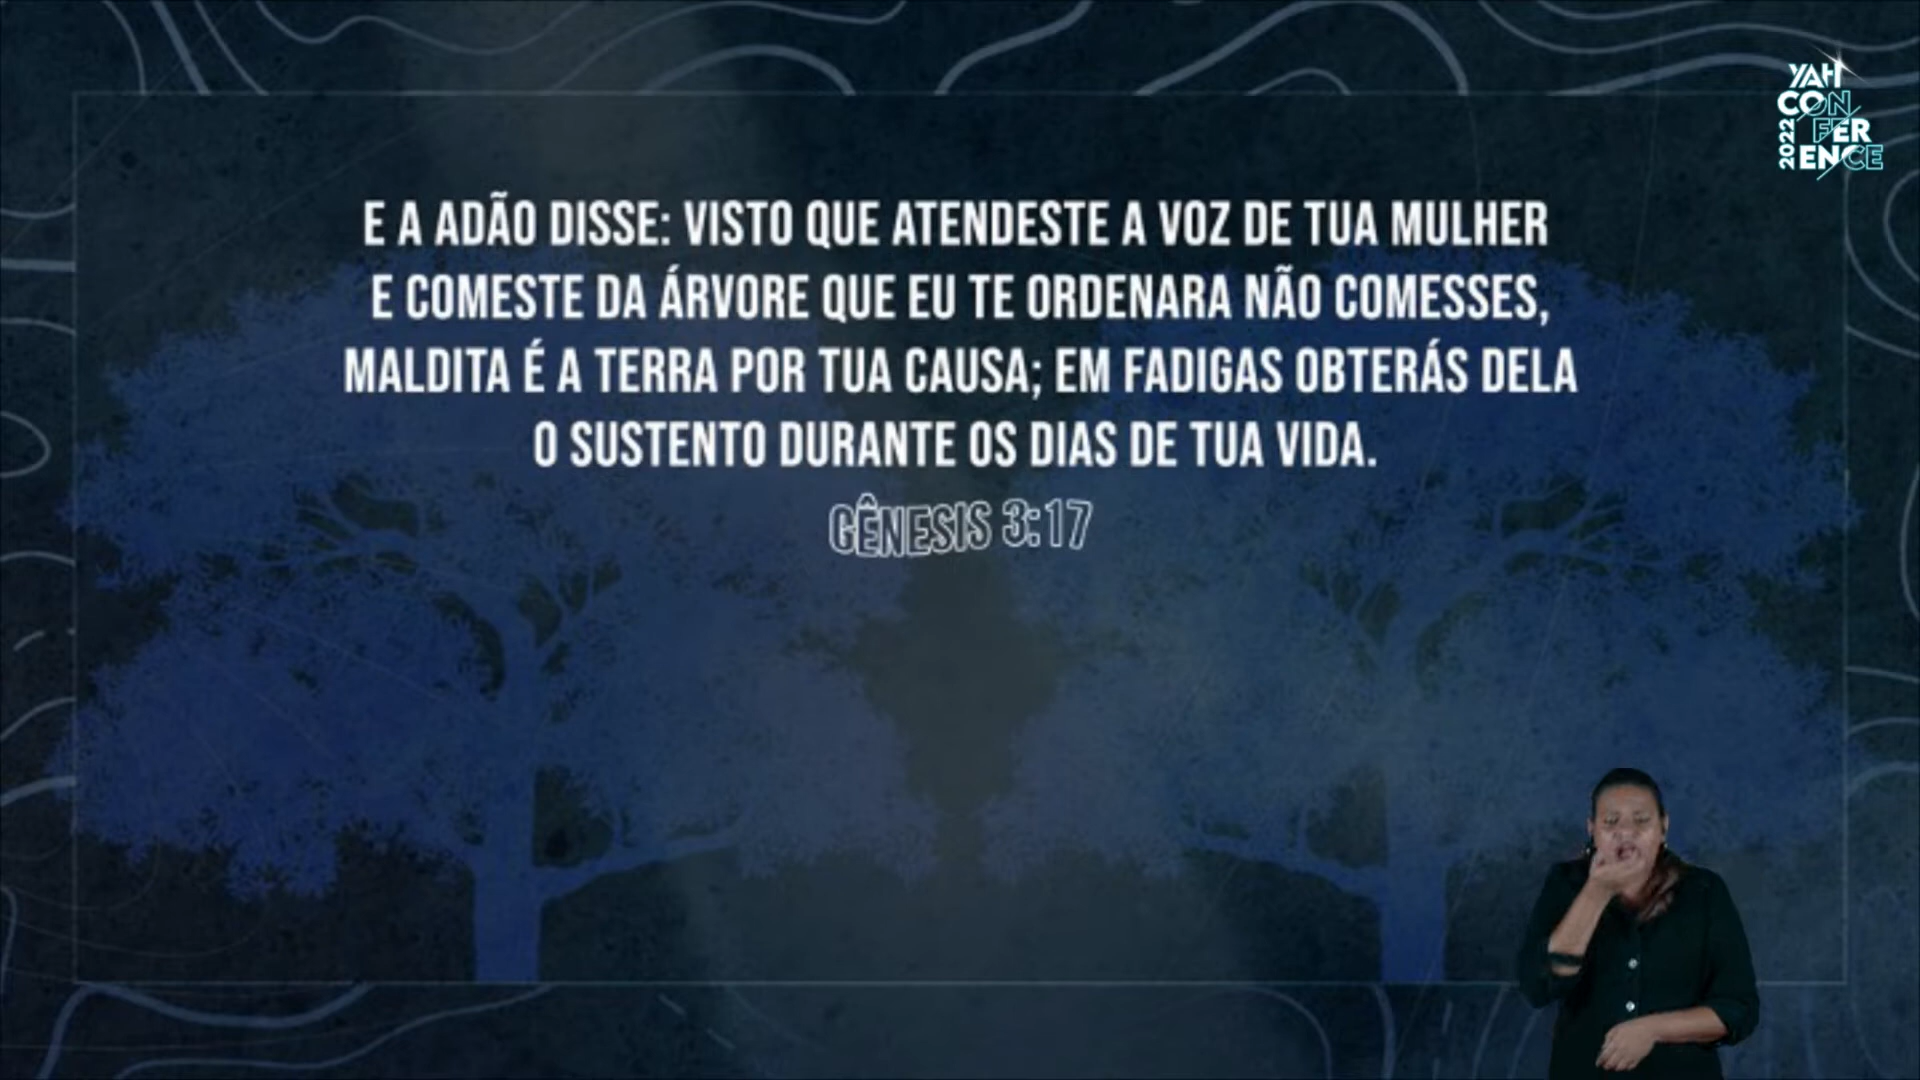 YAH
CON
FER
ENCE
2022
E A ADÃO DISSE: VISTO QUE ATENDESTE A VOZ DE TUA MULHER
E COMESTE DA ÁRVORE QUE EU TE ORDENARA NÃO COMESSES,
MALDITA É A TERRA POR TUA CAUSA; EM FADIGAS OBTERÁS DELA
O SUSTENTO DURANTE OS DIAS DE TUA VIDA.
GÊNESIS 3:17